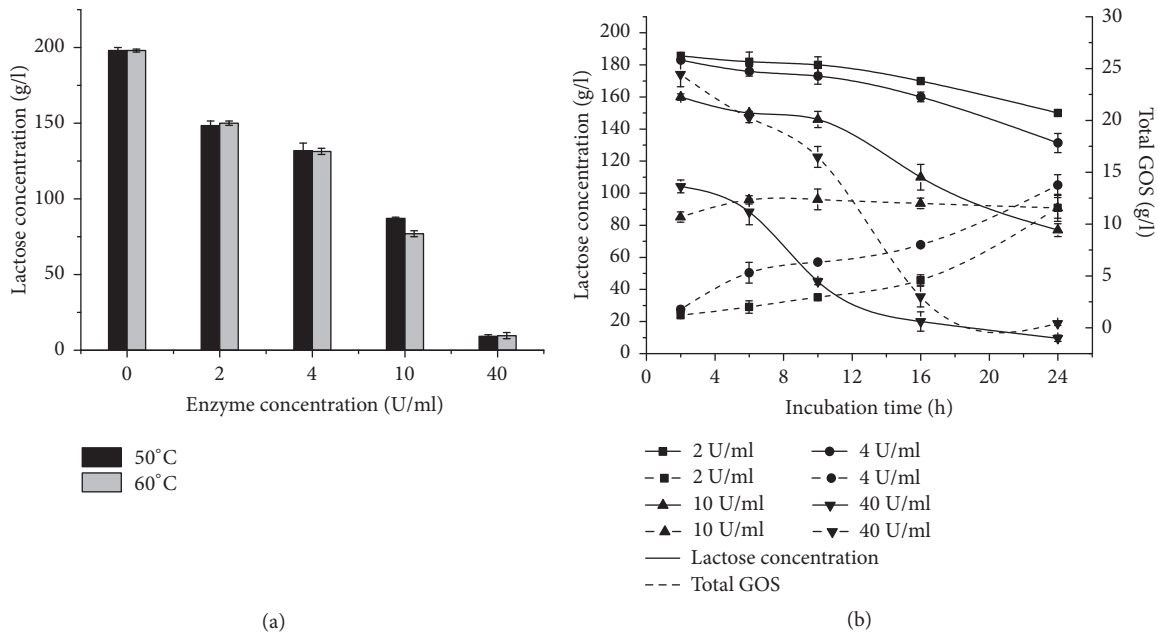 200
150
100
50
0
Lactose concentration (g/l)
0 2 4 10 40
Enzyme concentration (U/ml)
50°C
60°C
(a)
200
180
160
140
120
100
80
60
40
20
0
Lactose concentration (g/l)
30
25
20
15
10
5
0
Total GOS (g/l)
0 4 8 12 16 20 24
Incubation time (h)
2 U/ml 4 U/ml
2 U/ml 4 U/ml
10 U/ml 40 U/ml
10 U/ml 40 U/ml
Lactose concentration
Total GOS
(b)